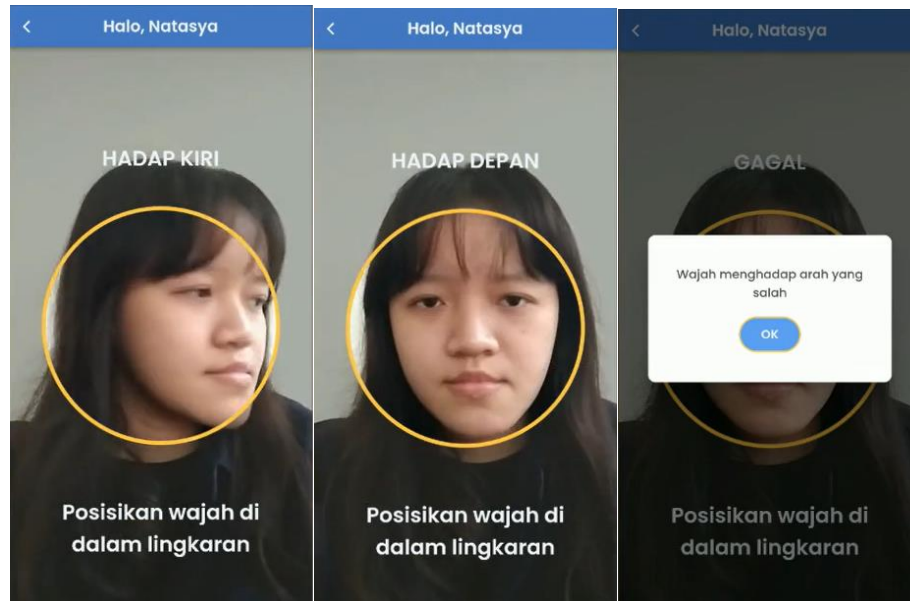 Halo, Natasya
HADAP KIRI
Posisikan wajah di
dalam lingkaran
Halo, Natasya
HADAP DEPAN
Posisikan wajah di
dalam lingkaran
Halo, Natasya
GAGAL
Wajah menghadap arah yang
salah
OK
Posisikan wajah di
dalam lingkaran